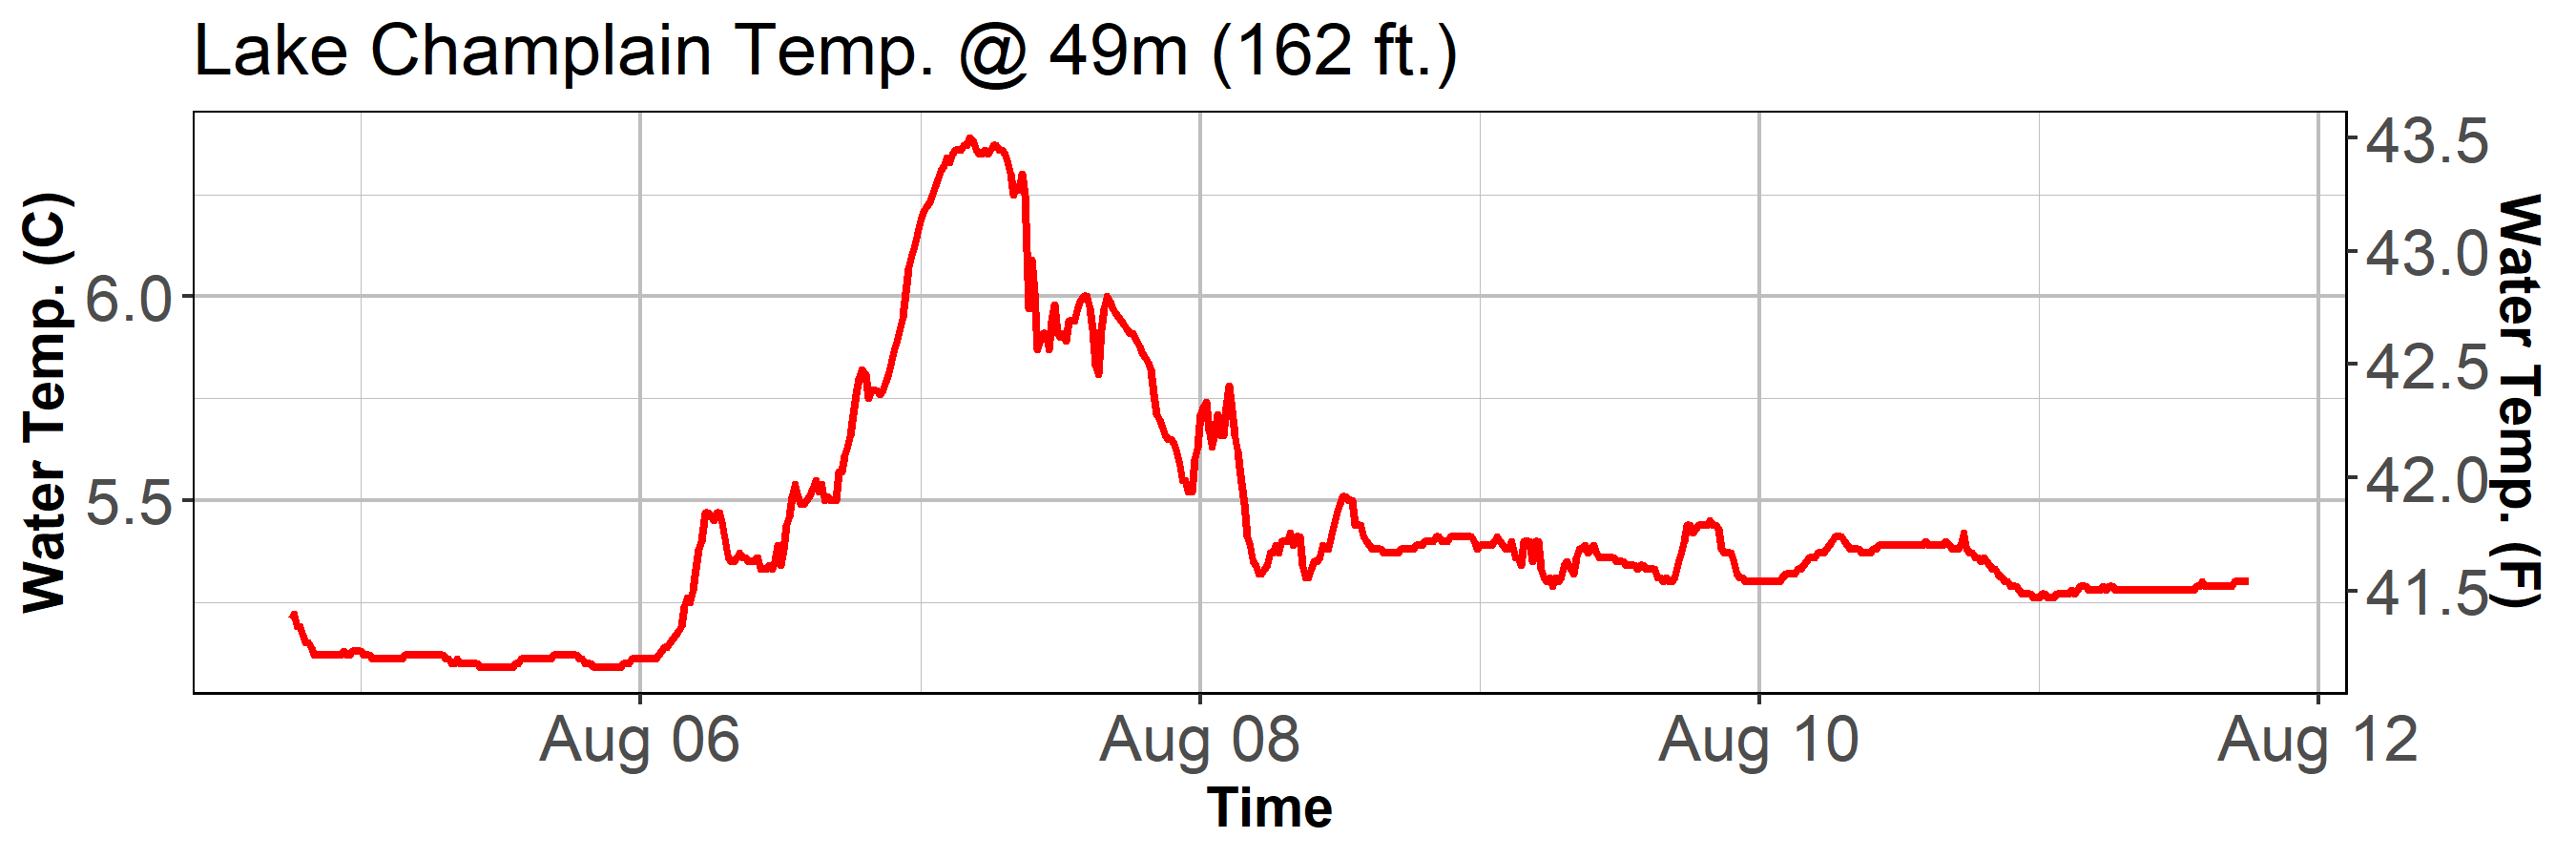 Lake Champlain Temp. @ 49m (162 ft.)
Water Temp. (C)
6.0
5.5
43.5
43.0
42.5
42.0
41.5
Water Temp. (F)
Aug 06 Aug 08 Aug 10 Aug 12
Time